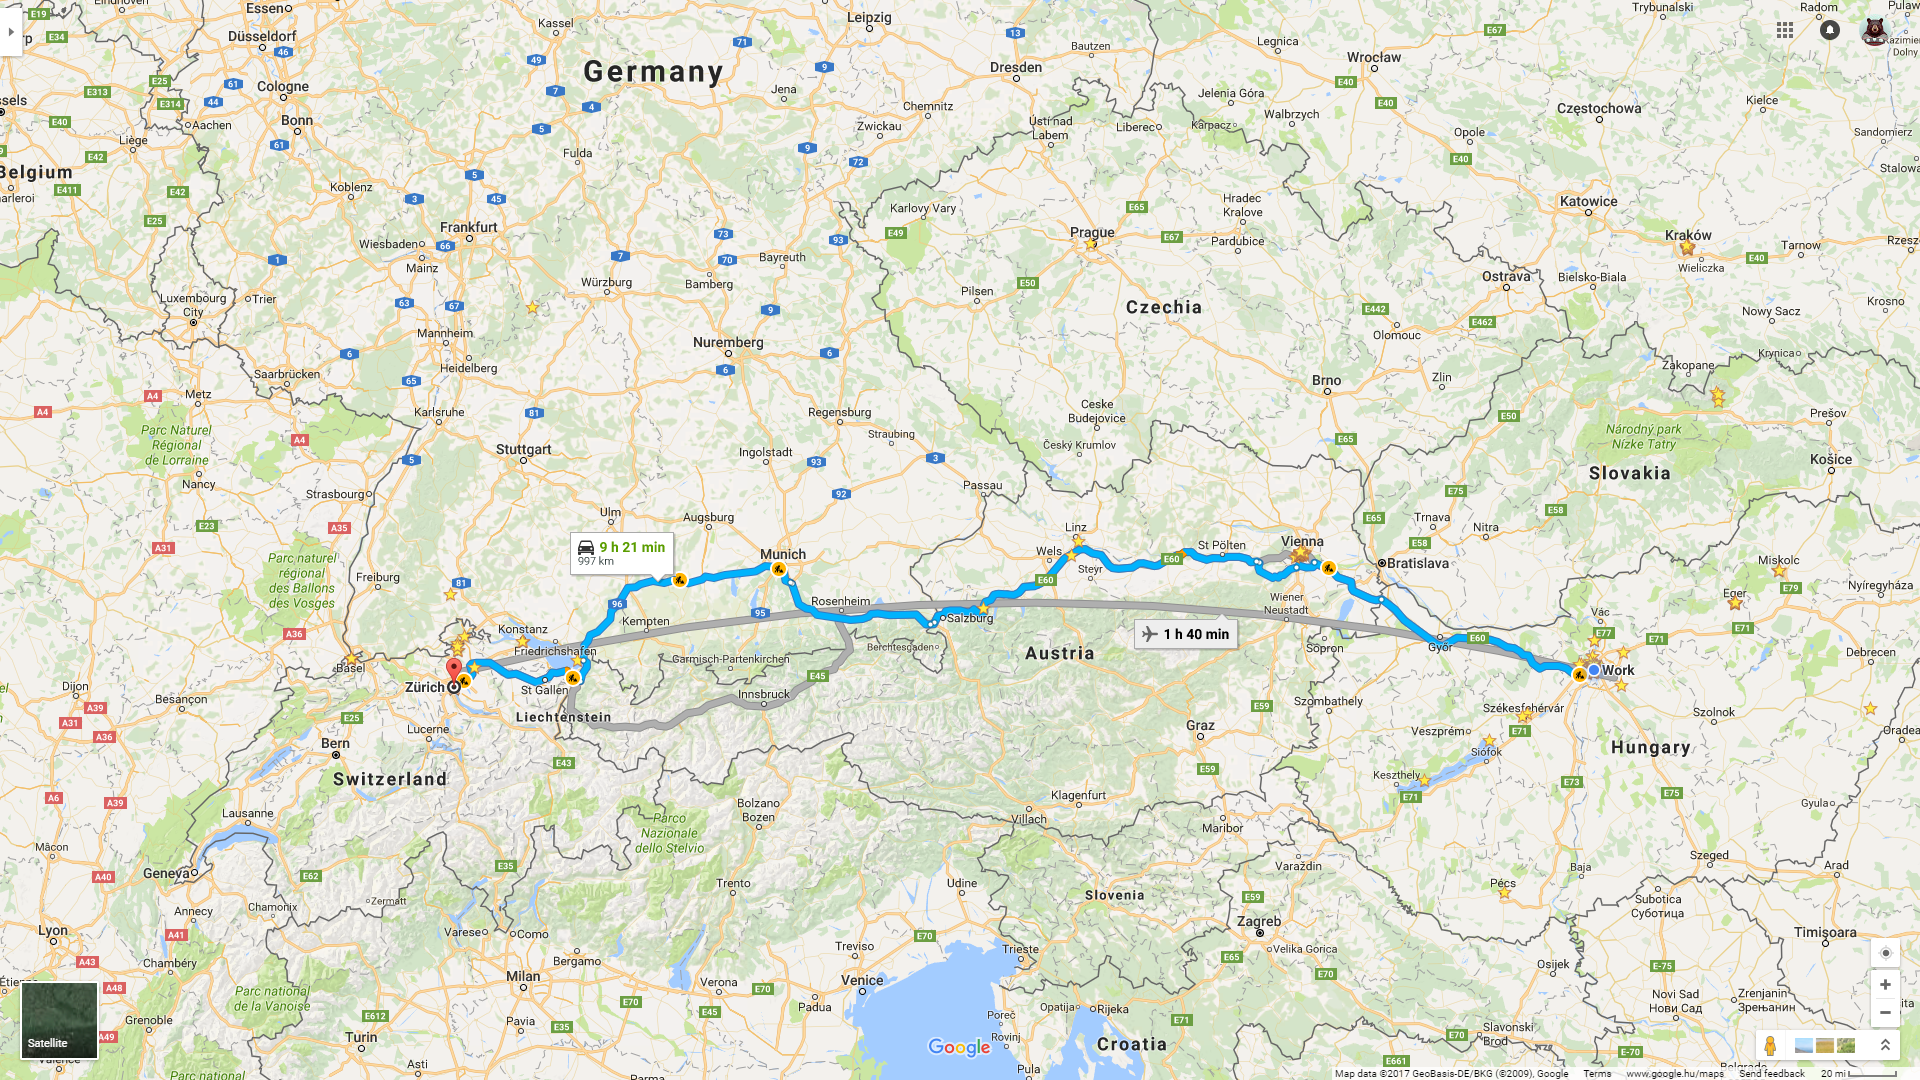 Germany
Belgium
Czechia
Slovakia
Austria
Hungary
Switzerland
Liechtenstein
Slovenia
Croatia
9 h 21 min
997 km
1 h 40 min
Work
Essen
Düsseldorf
Cologne
Bonn
Aachen
Liège
Kassel
Leipzig
Bautzen
Dresden
Jena
Chemnitz
Zwickau
Fulda
Koblenz
Frankfurt
Wiesbaden
Mainz
Würzburg
Bayreuth
Bamberg
Luxembourg
City
Trier
Mannheim
Heidelberg
Saarbrücken
Metz
Karlsruhe
Nuremberg
Regensburg
Straubing
Stuttgart
Ingolstadt
Passau
Nancy
Strasbourg
Ulm
Augsburg
Munich
Freiburg
Parc Naturel
Régional
de Lorraine
Parc naturel
régional
des Ballons
des Vosges
Trybunalski
Radom
Legnica
Wrocław
Jelenia Góra
Wałbrzych
Karpacz
Liberec
Ústí nad
Labem
Częstochowa
Kielce
Opole
Sandomierz
Karlovy Vary
Prague
Hradec
Kralove
Pardubice
Katowice
Kraków
Wieliczka
Tarnow
Pilsen
Ostrava
Bielsko-Biala
Krosno
Nowy Sacz
Olomouc
Krynica
Zakopane
Brno
Zlin
Ceske
Budejovice
Český Krumlov
Prešov
Národný park
Nízke Tatry
Košice
Linz
Wels
Steyr
St Pölten
Vienna
Bratislava
Trnava
Nitra
Miskolc
Nyíregyháza
Eger
Vác
Wiener
Neustadt
Sopron
Győr
Debrecen
Rosenheim
Salzburg
Berchtesgaden
Kempten
Konstanz
Friedrichshafen
Garmisch-Partenkirchen
Basel
Zürich
St Gallen
Innsbruck
Dijon
Besançon
Lucerne
Bern
Szombathely
Székesfehérvár
Veszprém
Szolnok
Siófok
Keszthely
Graz
Lausanne
Geneva
Mâcon
Bolzano
Bozen
Parco
Nazionale
dello Stelvio
Klagenfurt
Villach
Maribor
Varaždin
Gyula
Szeged
Baja
Arad
Pécs
Subotica
Суботица
Annecy
Chamonix
Zermatt
Trento
Udine
Zagreb
Velika Gorica
Timișoara
Lyon
Chambéry
Varese
Como
Bergamo
Milan
Treviso
Venice
Verona
Padua
Trieste
Opatija
Rijeka
Osijek
Novi Sad
Нови Сад
Zrenjanin
Зрењанин
Parc national
de la Vanoise
Grenoble
Turin
Pavia
Asti
Parma
Poreč
Rovinj
Pula
Slavonski
Brod
Parc national
Satellite
Google
Map data ©2017 GeoBasis-DE/BKG (©2009), Google
Terms
www.google.hu/maps
Send feedback
20 mi